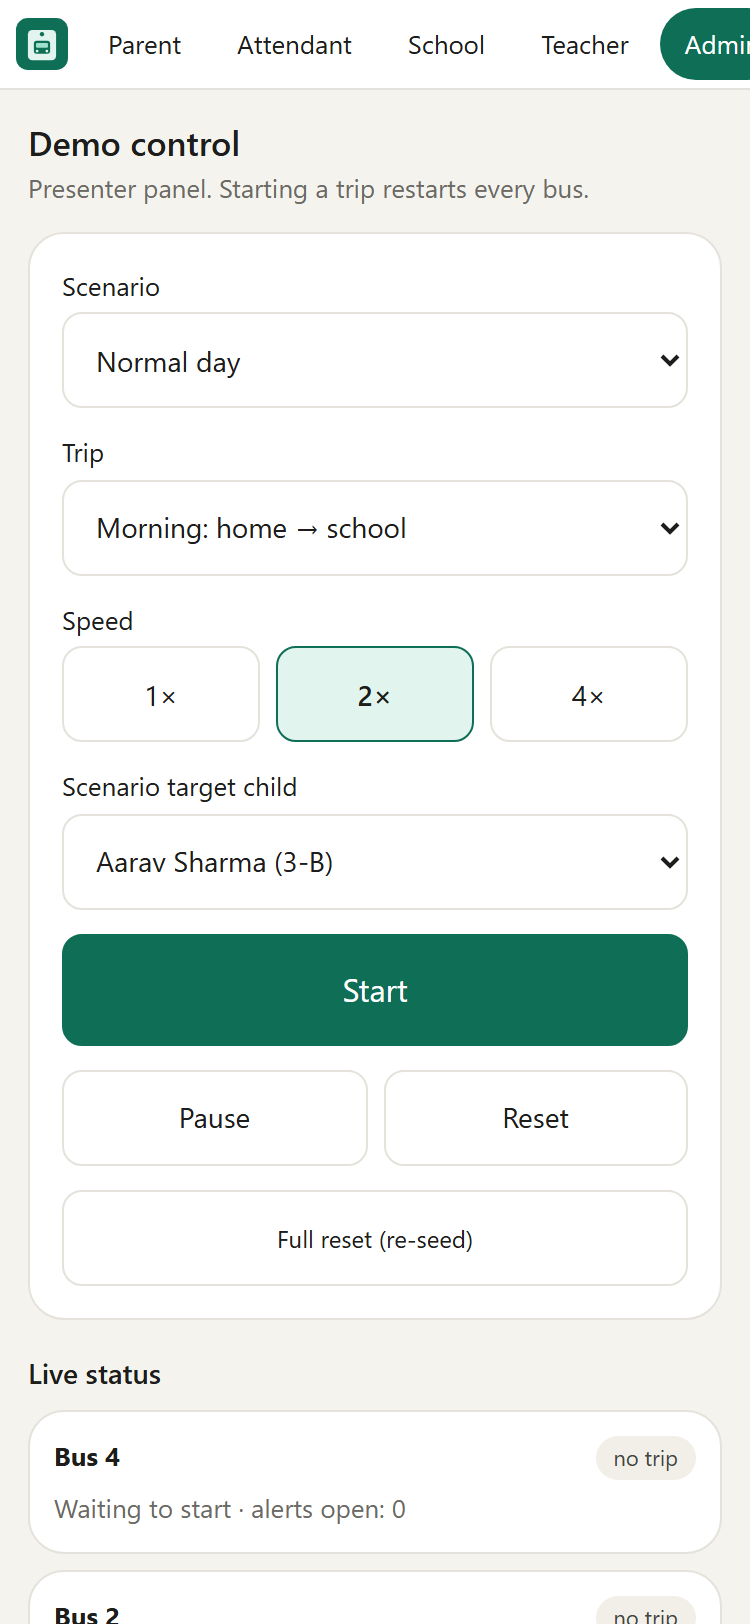 Parent Attendant School Teacher Admin
Demo control
Presenter panel. Starting a trip restarts every bus.
Scenario
Normal day
Trip
Morning: home → school
Speed
1× 2× 4×
Scenario target child
Aarav Sharma (3-B)
Start
Pause Reset
Full reset (re-seed)
Live status
Bus 4 no trip
Waiting to start · alerts open: 0
Bus 2 no trip